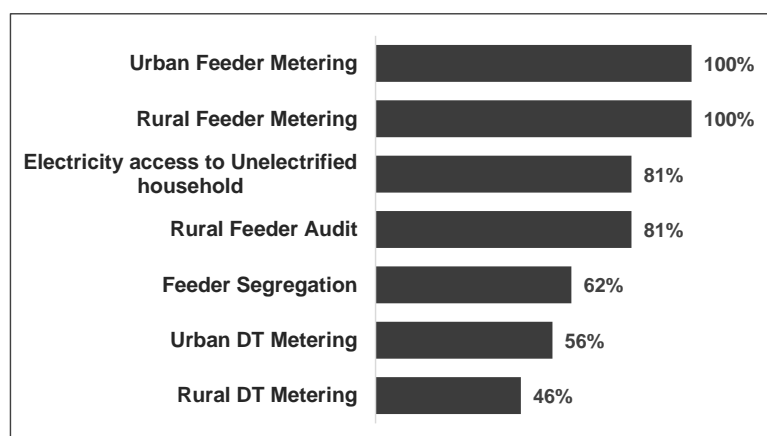 Urban Feeder Metering 100%
Rural Feeder Metering 100%
Electricity access to Unelectrified
household 81%
Rural Feeder Audit 81%
Feeder Segregation 62%
Urban DT Metering 56%
Rural DT Metering 46%